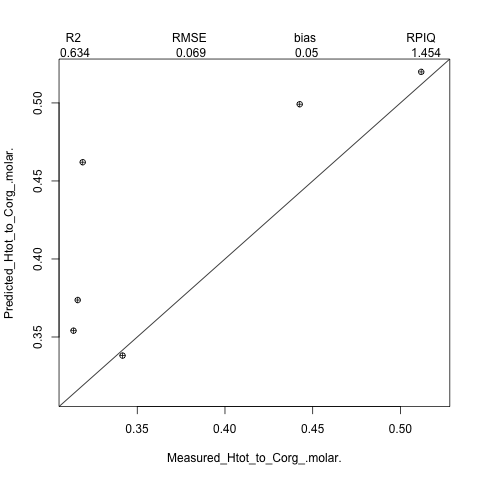 R2 RMSE bias RPIQ
0.634 0.069 0.05 1.454
Predicted_Htot_to_Corg_.molar.
0.50
0.45
0.40
0.35
0.35 0.40 0.45 0.50
Measured_Htot_to_Corg_.molar.